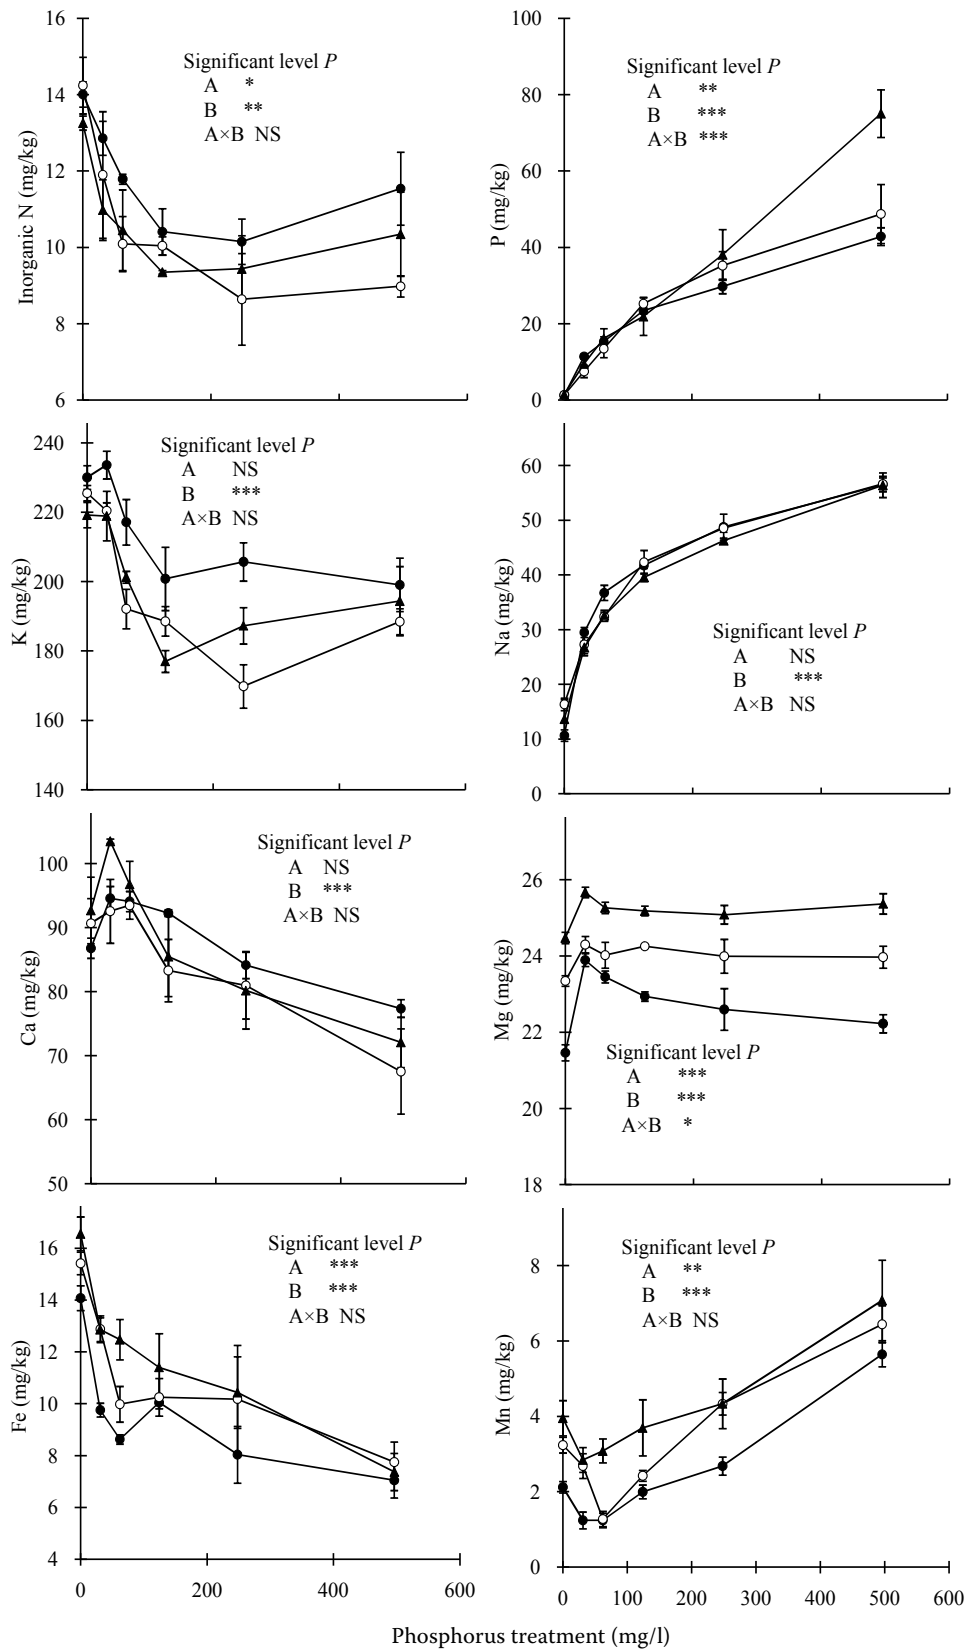 16
14
12
10
8
6
Inorganic N (mg/kg)
Significant level P
A *
B **
A×B NS
100
80
60
40
20
0
P (mg/kg)
Significant level P
A **
B ***
A×B ***
240
220
200
180
160
140
K (mg/kg)
Significant level P
A NS
B ***
A×B NS
60
50
40
30
20
10
0
Na (mg/kg)
Significant level P
A NS
B ***
A×B NS
100
90
80
70
60
50
Ca (mg/kg)
Significant level P
A NS
B ***
A×B NS
26
24
22
20
18
Mg (mg/kg)
Significant level P
A ***
B ***
A×B *
16
14
12
10
8
6
4
Fe (mg/kg)
Significant level P
A ***
B ***
A×B NS
0 200 400 600
8
6
4
2
0
Mn (mg/kg)
Significant level P
A **
B ***
A×B NS
0 100 200 300 400 500 600
Phosphorus treatment (mg/l)